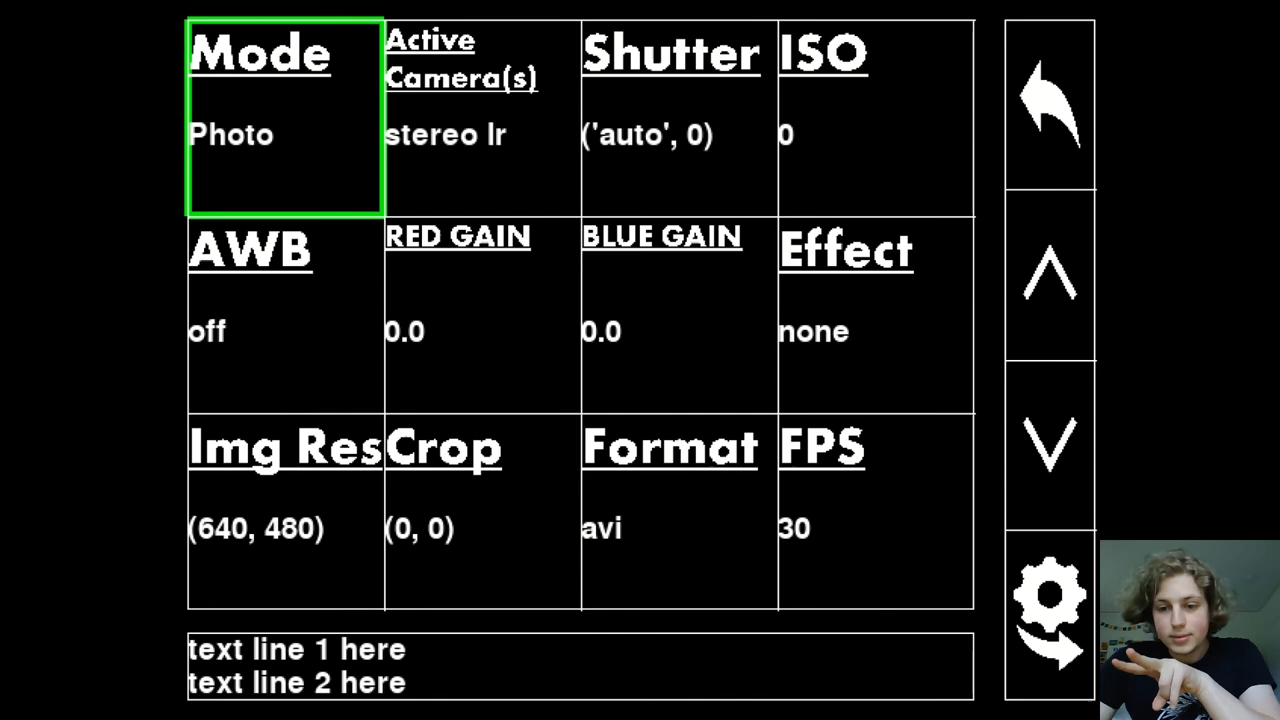 Mode
Active
Camera(s)
Shutter
ISO
Photo
stereo lr
('auto', 0)
0
AWB
RED GAIN
BLUE GAIN
Effect
off
0.0
0.0
none
Img Res
Crop
Format
FPS
(640, 480)
(0, 0)
avi
30
text line 1 here
text line 2 here